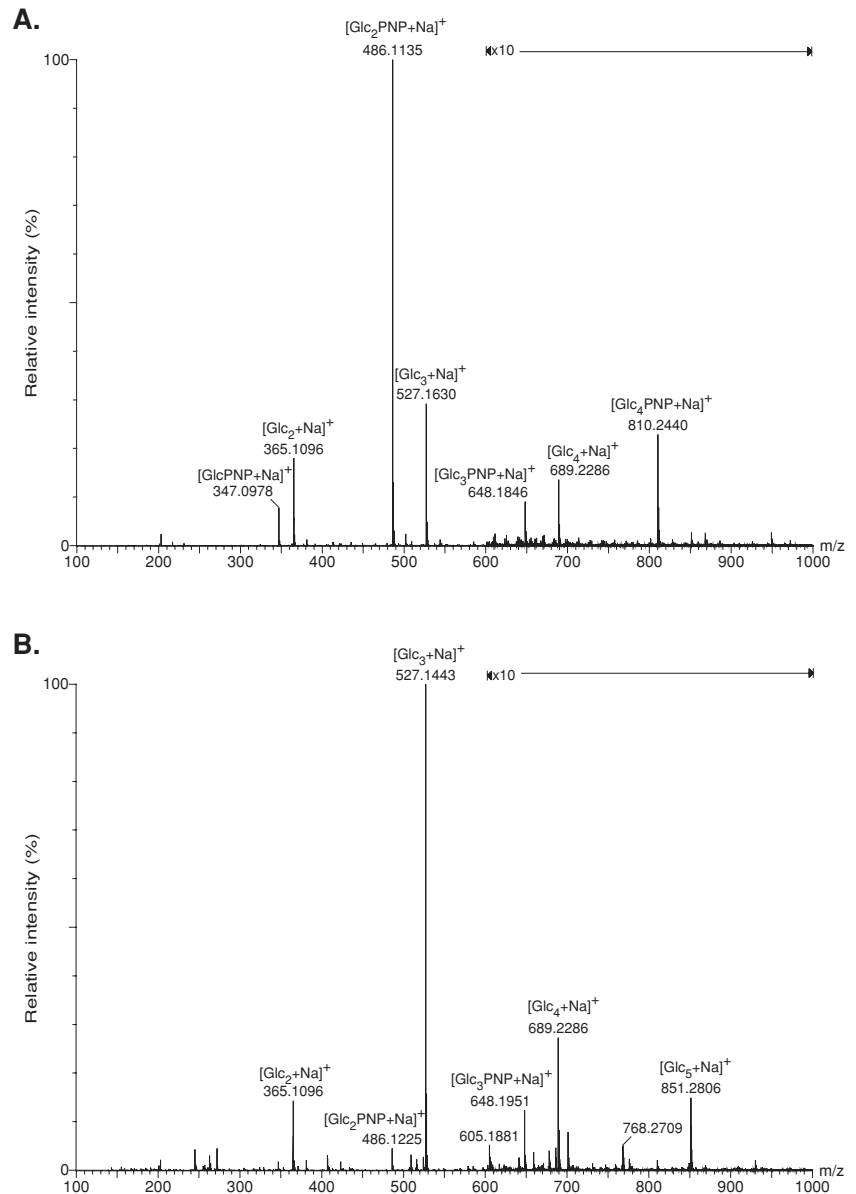 A.
[Glc2PNP+Na]+
486.1135
x10
100
Relative intensity (%)
[Glc3+Na]+
527.1630
[Glc2+Na]+
365.1096
[GlcPNP+Na]+
347.0978
[Glc4PNP+Na]+
810.2440
[Glc4+Na]+
689.2286
[Glc3PNP+Na]+
648.1846
0
m/z
100 200 300 400 500 600 700 800 900 1000
B.
[Glc3+Na]+
527.1443
x10
100
Relative intensity (%)
[Glc4+Na]+
689.2286
[Glc2+Na]+
365.1096
[Glc3PNP+Na]+
648.1951
[Glc5+Na]+
851.2806
[Glc2PNP+Na]+
486.1225
605.1881
768.2709
0
m/z
100 200 300 400 500 600 700 800 900 1000